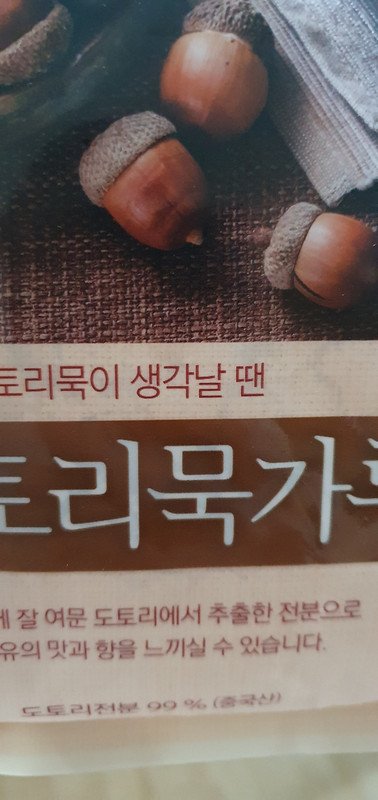 토리묵이 생각날 땐
토리묵가루
게 잘 여문 도토리에서 추출한 전분으로
유의 맛과 향을 느끼실 수 있습니다.
도토리전분 99 % (중국산)